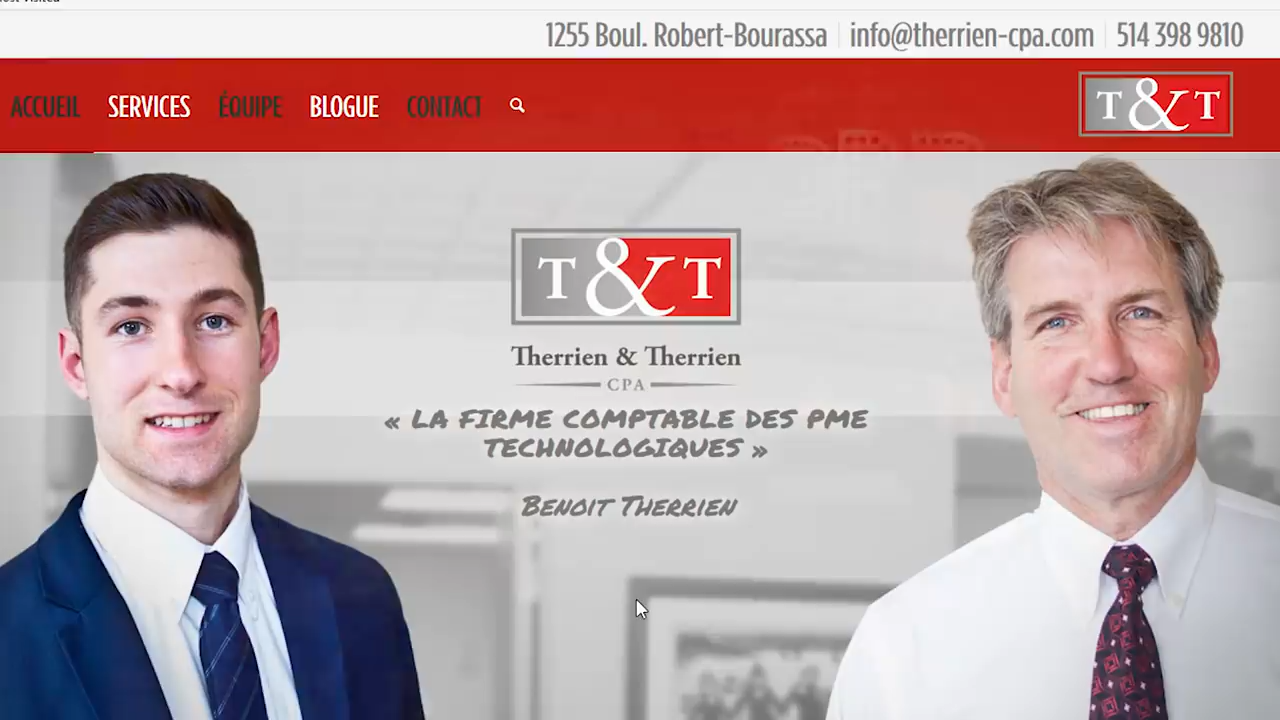 1255 Boul. Robert-Bourassa info@therrien-cpa.com 514 398 9810
ACCUEIL SERVICES ÉQUIPE BLOGUE CONTACT
T&T
T&T
Therrien & Therrien
CPA
« LA FIRME COMPTABLE DES PME
TECHNOLOGIQUES »
BENOIT THERRIEN